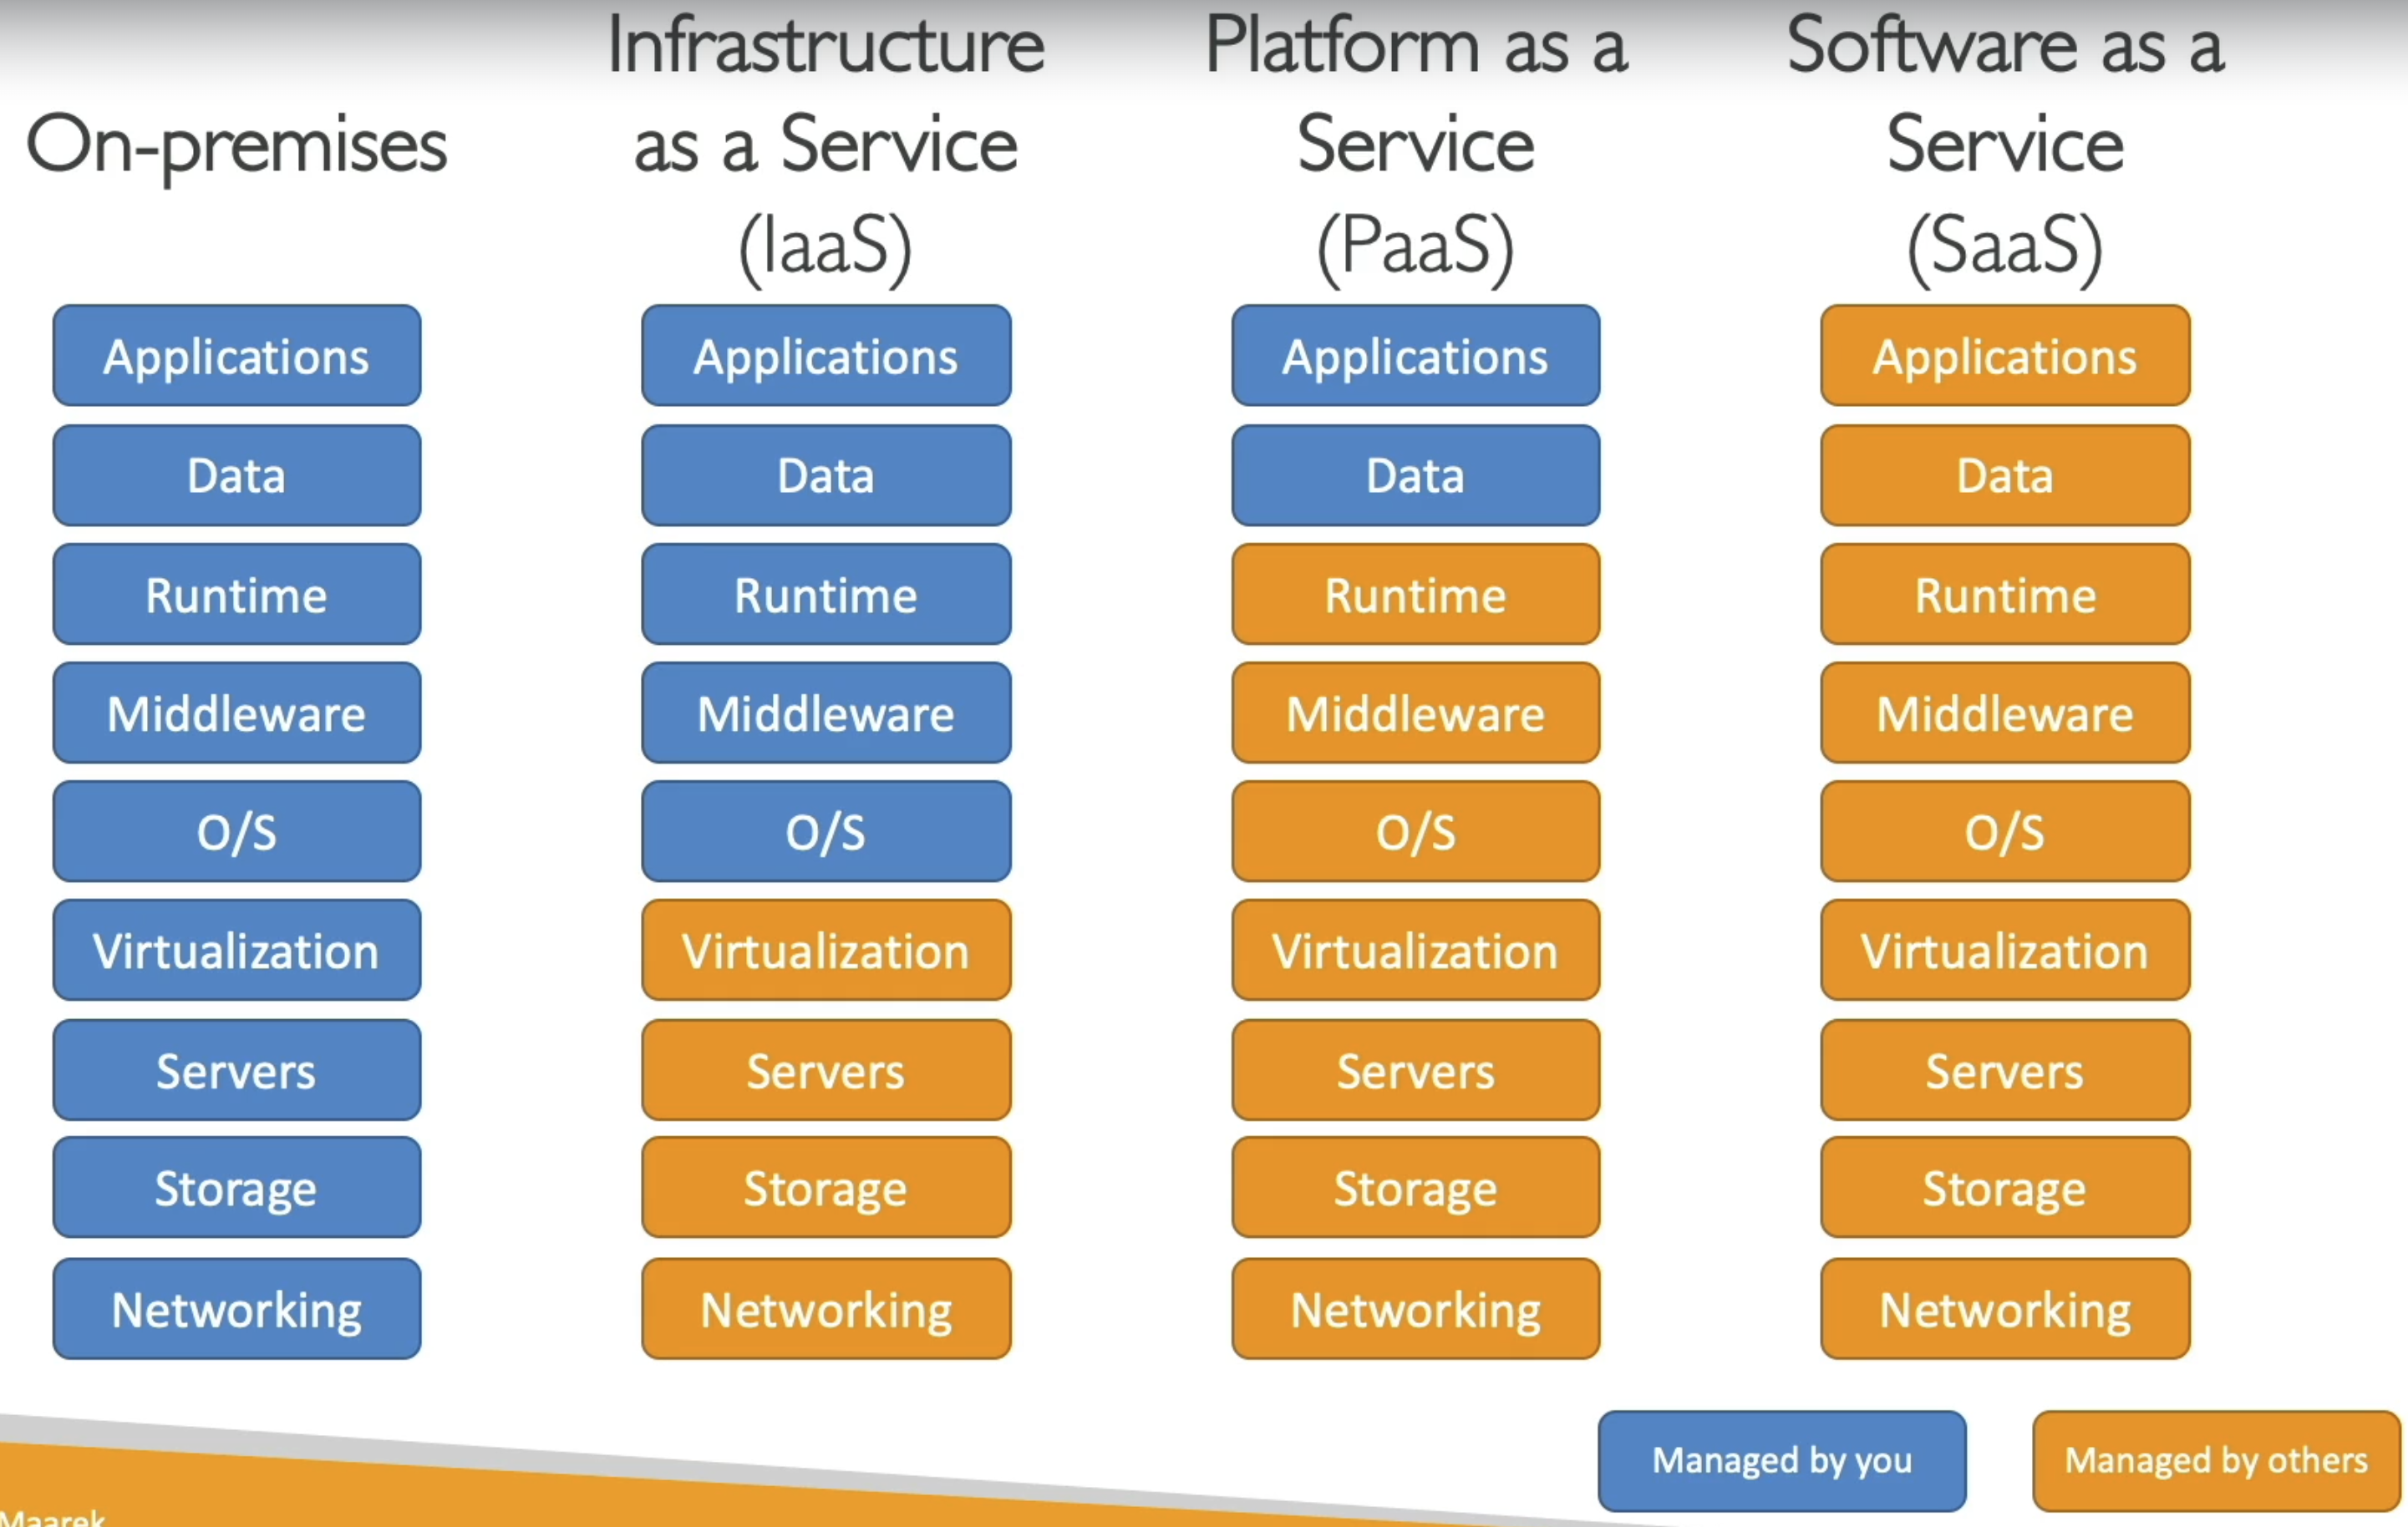 On-premises
Infrastructure
as a Service
(IaaS)
Platform as a
Service
(PaaS)
Software as a
Service
(SaaS)
Applications
Applications
Applications
Applications
Data
Data
Data
Data
Runtime
Runtime
Runtime
Runtime
Middleware
Middleware
Middleware
Middleware
O/S
O/S
O/S
O/S
Virtualization
Virtualization
Virtualization
Virtualization
Servers
Servers
Servers
Servers
Storage
Storage
Storage
Storage
Networking
Networking
Networking
Networking
Managed by you
Managed by others
Maarek